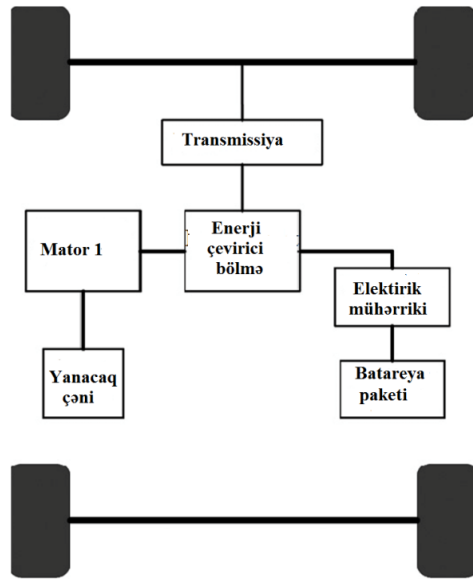 Transmissiya
Mator 1
Enerji
çevirici
bölmə
Elektirik
mühərriki
Yanacaq
çəni
Batareya
paketi